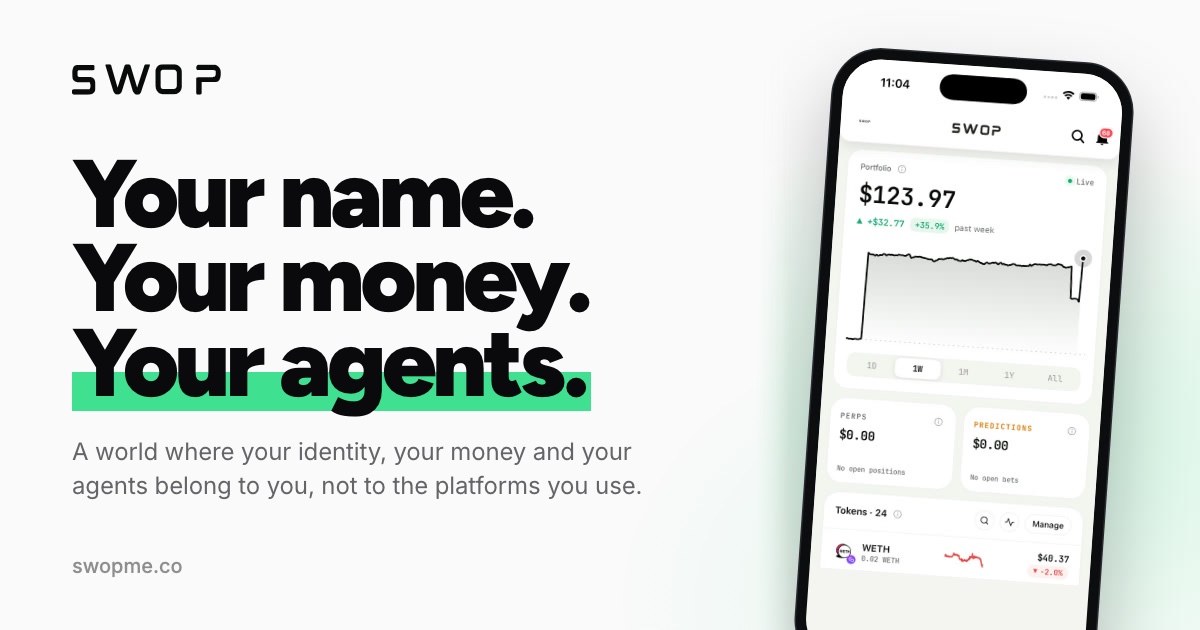 SWOP
Your name.
Your money.
Your agents.
A world where your identity, your money and your
agents belong to you, not to the platforms you use.
swopme.co
11:04
SWOP
Portfolio
Live
$123.97
▲ +$32.77 +35.9% past week
1D 1W 1M 1Y All
PERPS
$0.00
No open positions
PREDICTIONS
$0.00
No open bets
Tokens · 24
Manage
WETH
0.02 WETH
$40.37
▼ -2.0%